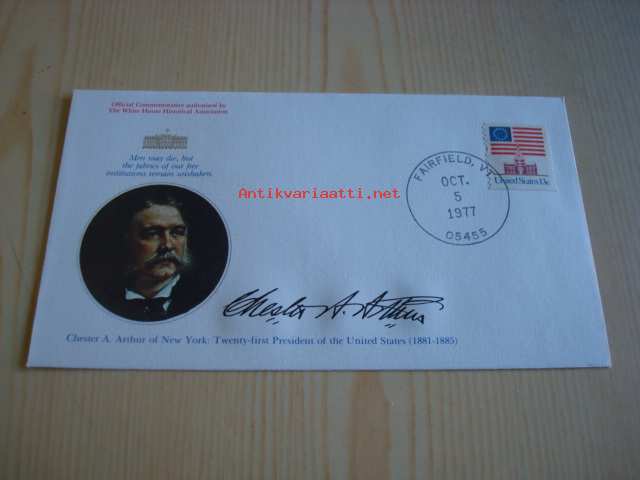 Official Commemorative authorized by
The White House Historical Association
Men may die, but
the fabrics of our free
institutions remain unshaken.
Antikvariaatti.net
FAIRFIELD, VT
OCT.
5
1977
05455
United States 13c
Chester A. Arthur
Chester A. Arthur of New York: Twenty-first President of the United States (1881-1885)